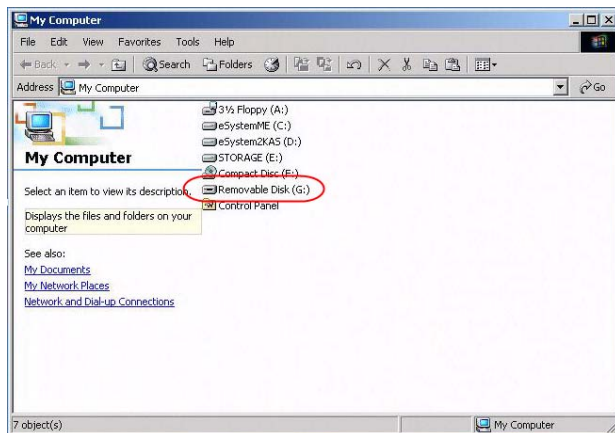 My Computer
File Edit View Favorites Tools Help
Back Search Folders
Address My Computer Go
3½ Floppy (A:)
eSystemME (C:)
eSystem2KAS (D:)
STORAGE (E:)
Compact Disc (F:)
Removable Disk (G:)
Control Panel
My Computer
Select an item to view its description.
Displays the files and folders on your
computer
See also:
My Documents
My Network Places
Network and Dial-up Connections
7 object(s) My Computer